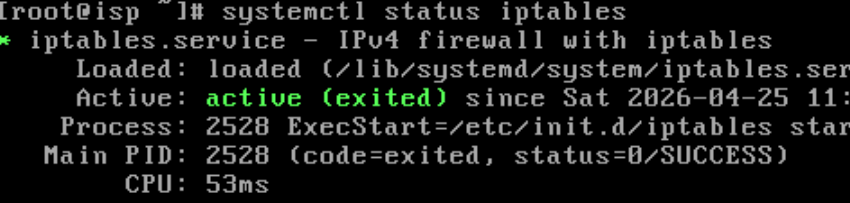 [root@isp ~]# systemctl status iptables
* iptables.service - IPv4 firewall with iptables
Loaded: loaded (/lib/systemd/system/iptables.ser
Active: active (exited) since Sat 2026-04-25 11:
Process: 2528 ExecStart=/etc/init.d/iptables star
Main PID: 2528 (code=exited, status=0/SUCCESS)
CPU: 53ms